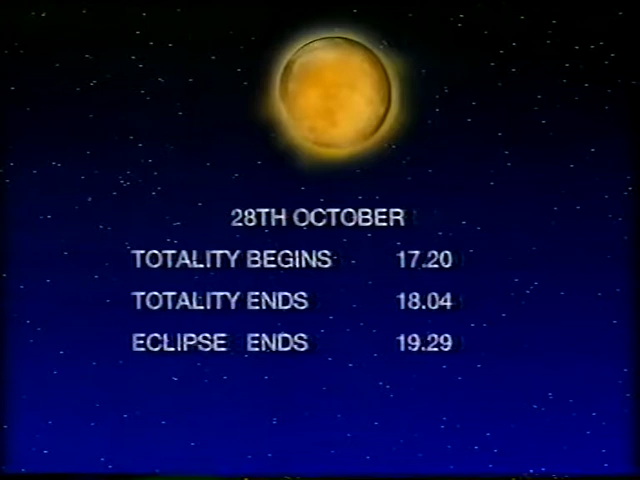 28TH OCTOBER
TOTALITY BEGINS 17.20
TOTALITY ENDS 18.04
ECLIPSE ENDS 19.29